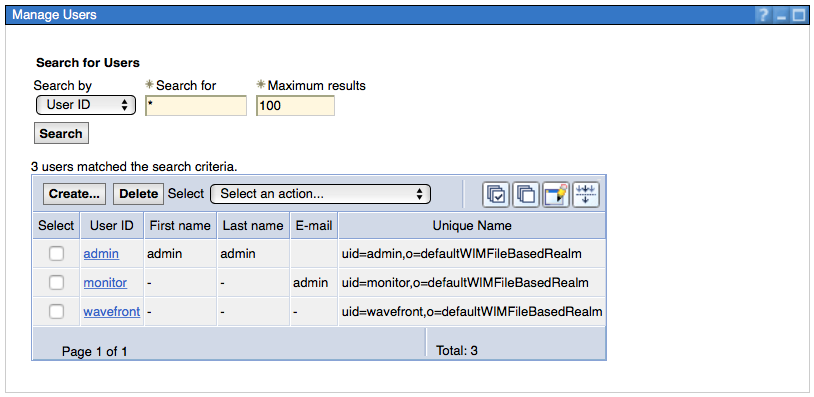 Manage Users
?
Search for Users
Search by ✳Search for ✳Maximum results
User ID * 100
Search
3 users matched the search criteria.
Create... Delete Select Select an action...
Select User ID First name Last name E-mail Unique Name
admin admin admin uid=admin,o=defaultWIMFileBasedRealm
monitor - - admin uid=monitor,o=defaultWIMFileBasedRealm
wavefront - - - uid=wavefront,o=defaultWIMFileBasedRealm
Page 1 of 1 Total: 3